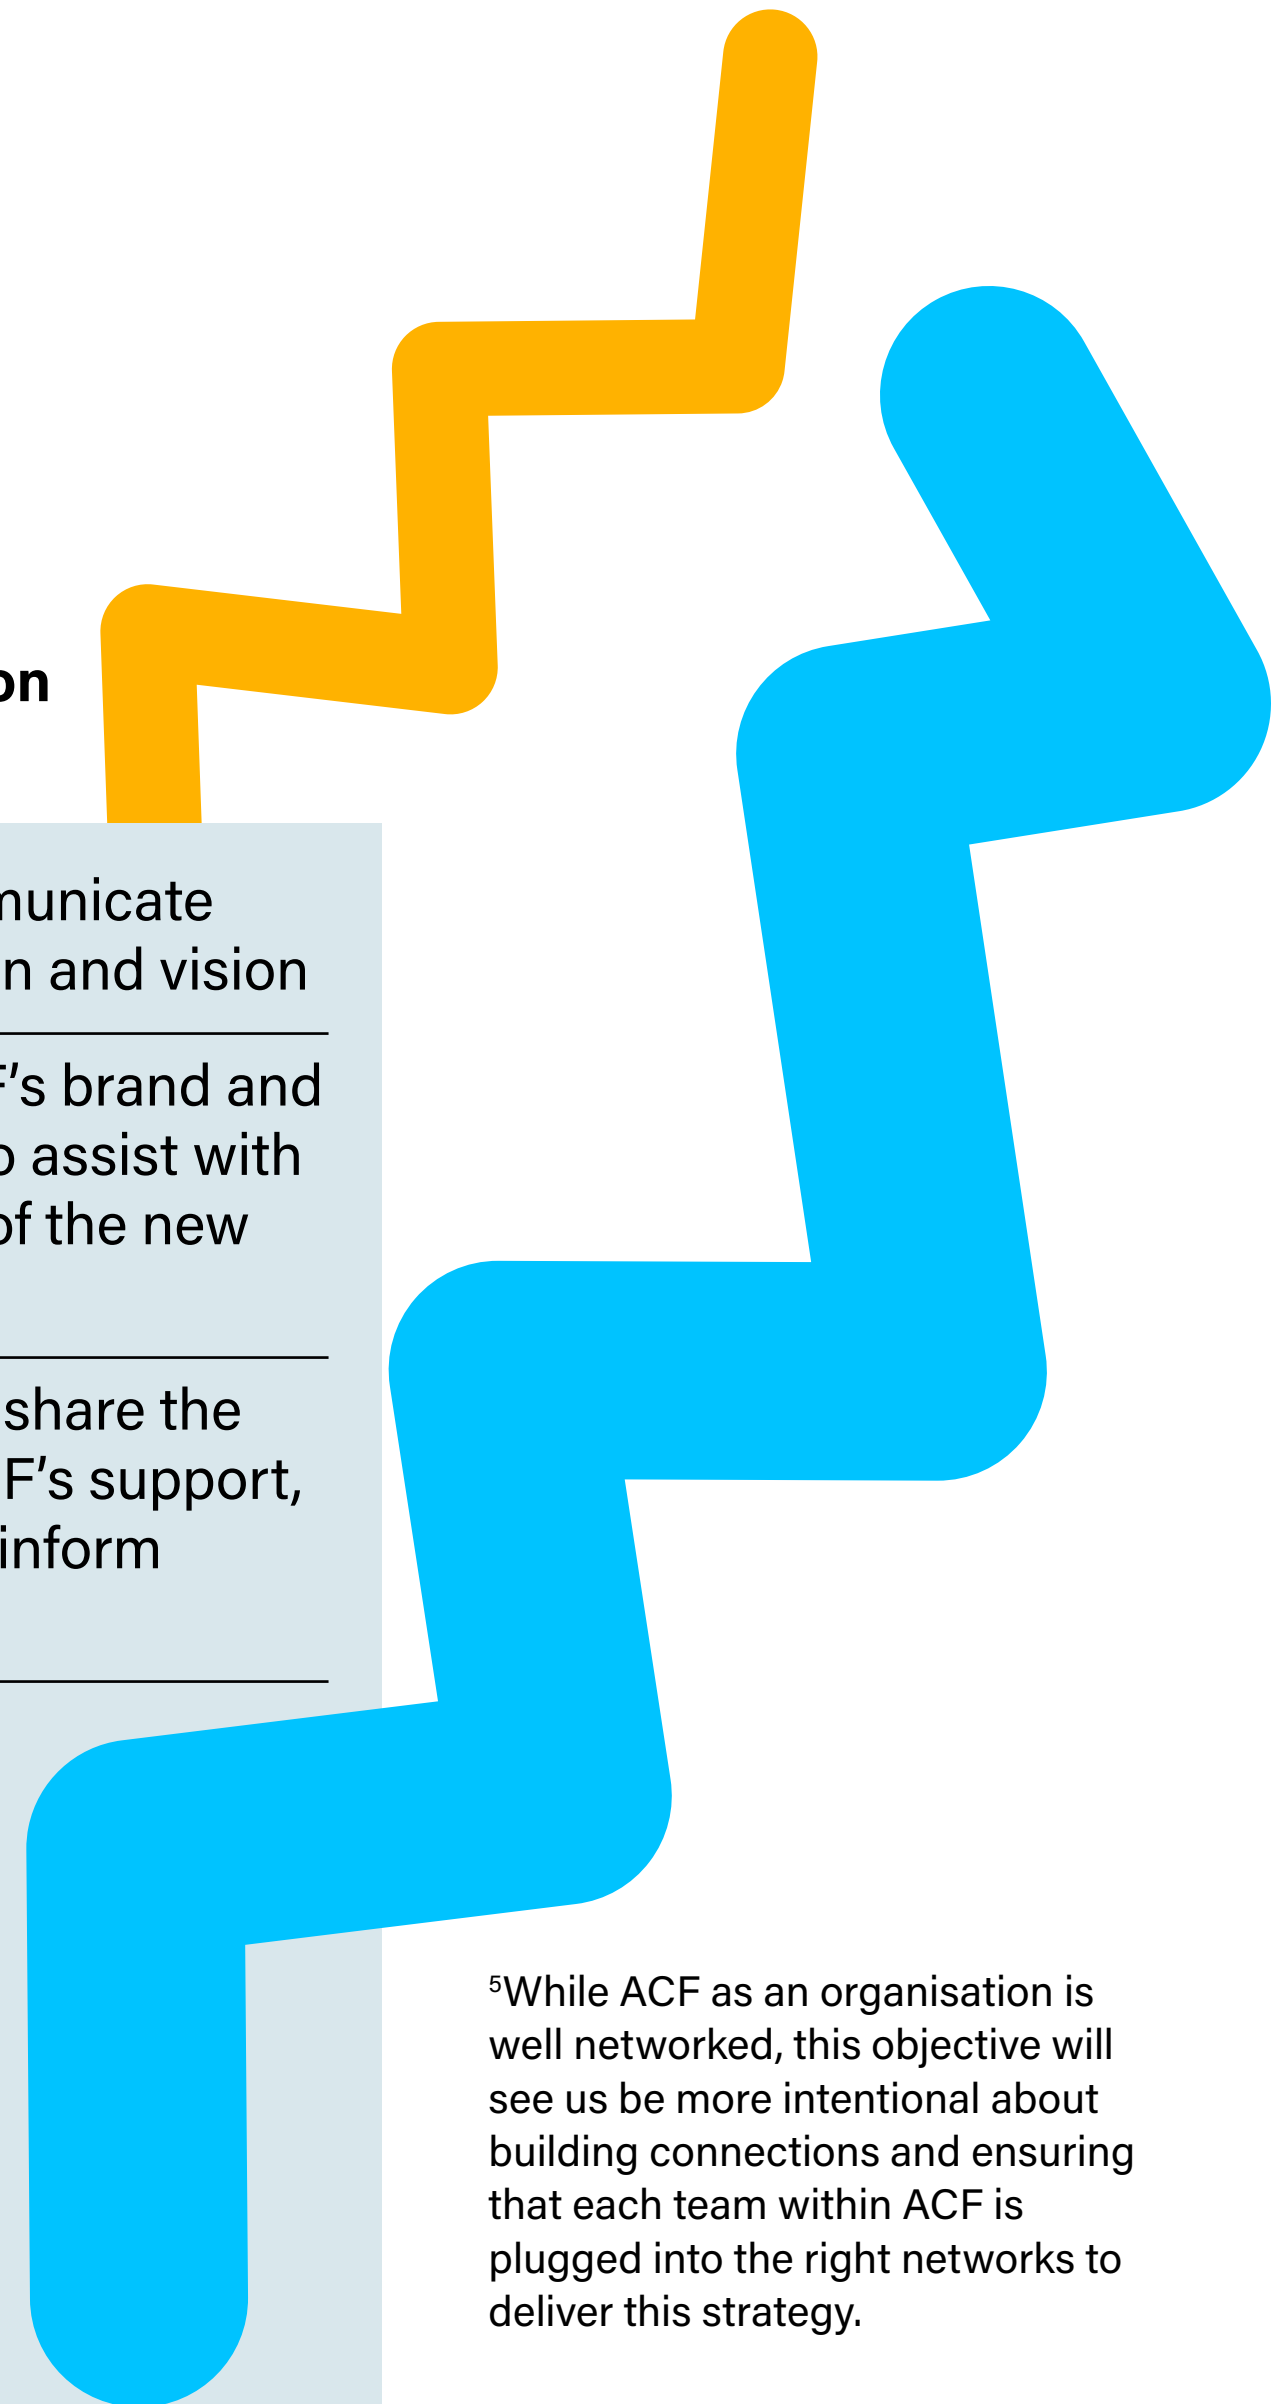 on
municate
n and vision
F's brand and
o assist with
of the new
share the
F's support,
inform
⁵While ACF as an organisation is
well networked, this objective will
see us be more intentional about
building connections and ensuring
that each team within ACF is
plugged into the right networks to
deliver this strategy.